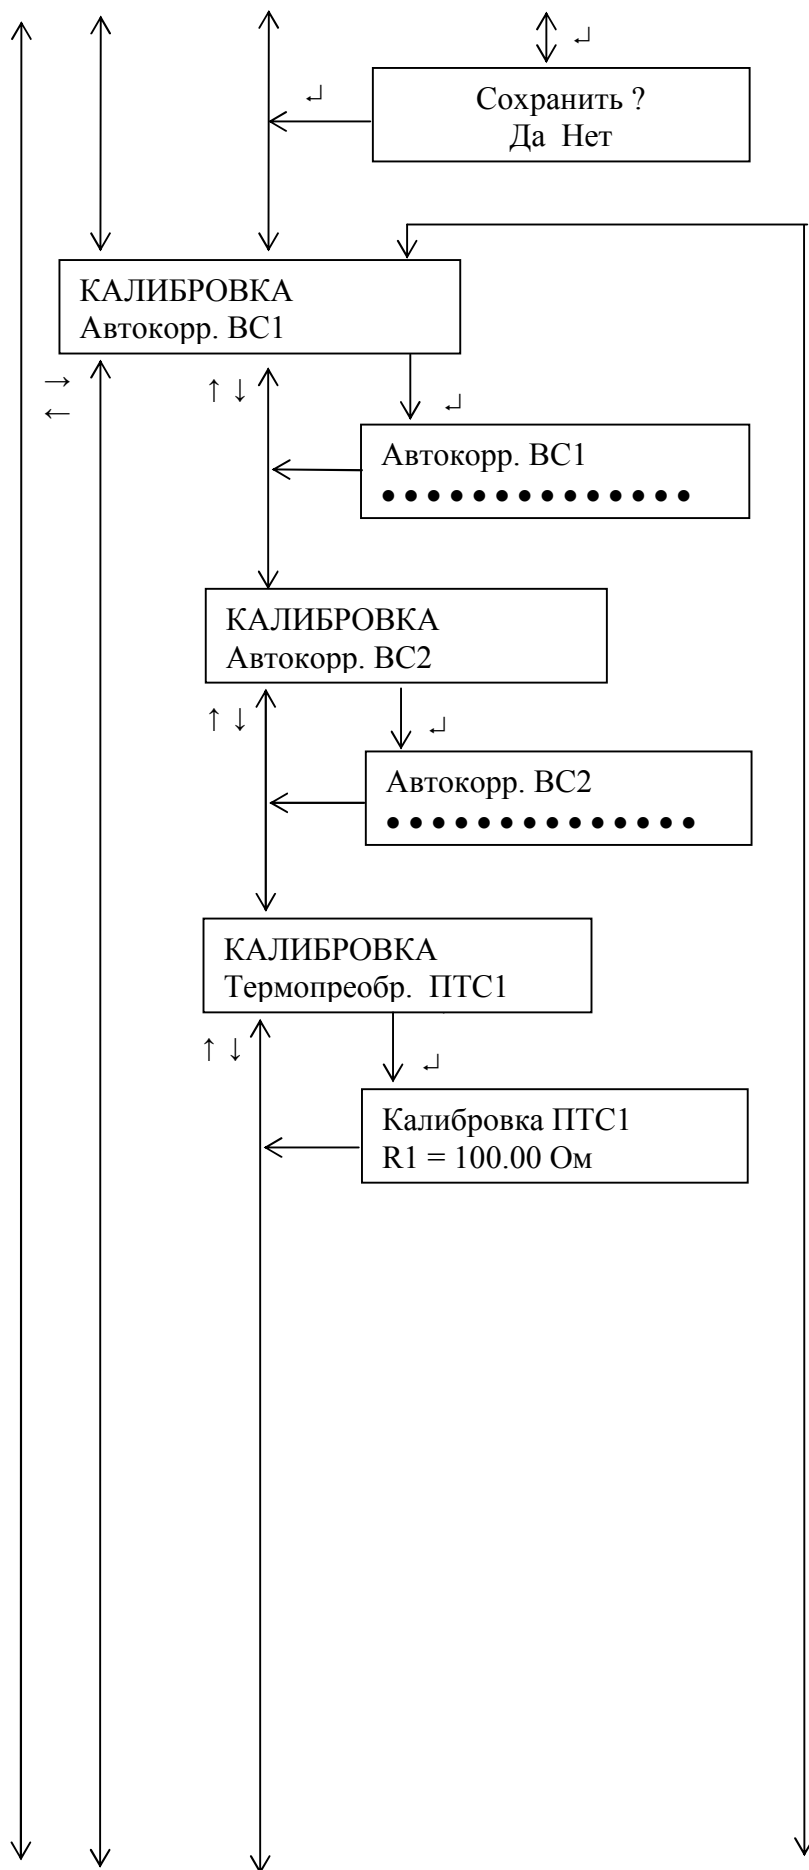 ↵
↵
Сохранить ?
Да Нет
КАЛИБРОВКА
Автокорр. ВС1
→
←
↑ ↓
↵
Автокорр. ВС1
● ● ● ● ● ● ● ● ● ● ● ● ● ●
КАЛИБРОВКА
Автокорр. ВС2
↑ ↓
↵
Автокорр. ВС2
● ● ● ● ● ● ● ● ● ● ● ● ● ●
КАЛИБРОВКА
Термопреобр. ПТС1
↑ ↓
↵
Калибровка ПТС1
R1 = 100.00 Ом